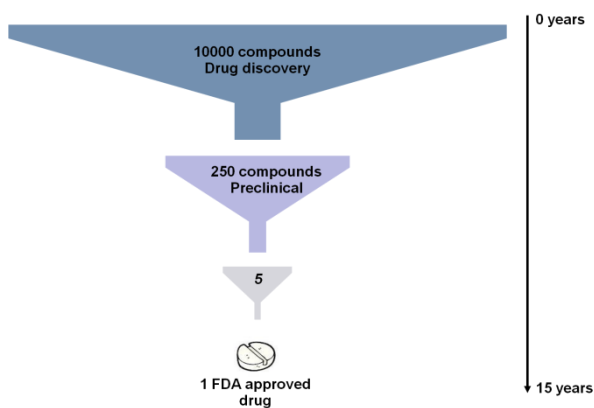 0 years
10000 compounds
Drug discovery
250 compounds
Preclinical
5
1 FDA approved
drug
15 years